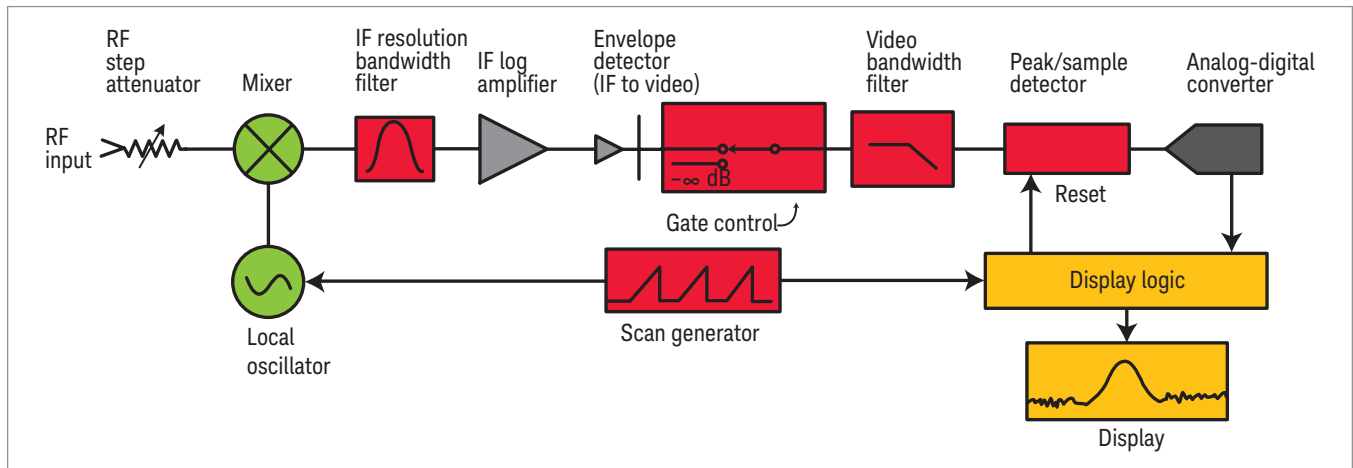 RF
step
attenuator
Mixer
IF resolution
bandwidth
filter
IF log
amplifier
Envelope
detector
(IF to video)
Video
bandwidth
filter
Peak/sample
detector
Analog-digital
converter
RF
input
−∞ dB
Gate control
Reset
Local
oscillator
Scan generator
Display logic
Display